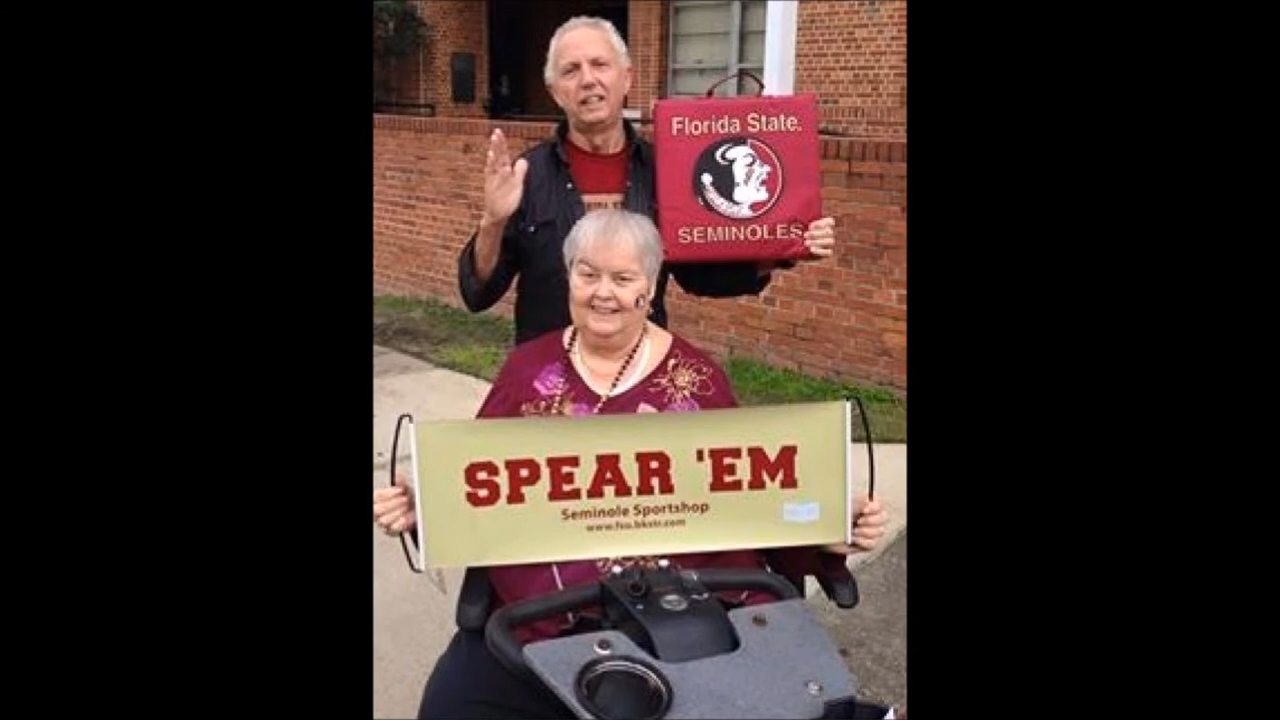 Florida State.
SEMINOLES
SPEAR 'EM
Seminole Sportshop
www.fsu.bkstr.com